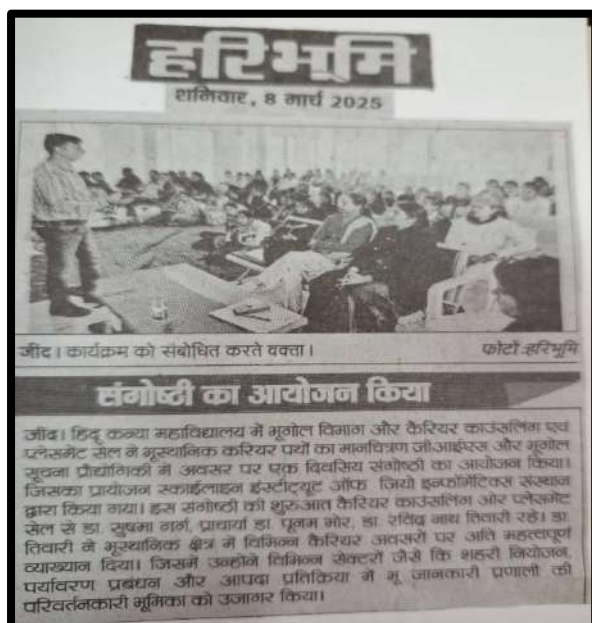 हरिभूमि
शनिवार, 8 मार्च 2025
जींद। कार्यक्रम को संबोधित करते वक्ता। फोटो:हरिभूमि
संगोष्ठी का आयोजन किया
जींद। हिंदू कन्या महाविद्यालय में भूगोल विभाग और कैरियर काउंसलिंग एवं
प्लेसमेंट सेल ने भूस्थानिक करियर पथों का मानचित्रण जीआईएस और भूगोल
सूचना प्रौद्योगिकी में अवसर पर एक दिवसिय संगोष्ठी का आयोजन किया।
जिसका प्रायोजन स्काईलाइन इंस्टीट्यूट ऑफ जियो इन्फॉर्मेटिक्स संस्थान
द्वारा किया गया। इस संगोष्ठी की शुरुआत कैरियर काउंसलिंग और प्लेसमेंट
सेल से डा. सुषमा गर्ग, प्राचार्या डा. पूनम मोर, डा. रविंद्र नाथ तिवारी रहे। डा.
तिवारी ने भूस्थानिक क्षेत्र में विभिन्न कैरियर अवसरों पर अति महत्वपूर्ण
व्याख्यान दिया। जिसमें उन्होंने विभिन्न सेक्टरों जैसे कि शहरी नियोजन,
पर्यावरण प्रबंधन और आपदा प्रतिक्रिया में भू जानकारी प्रणाली की
परिवर्तनकारी भूमिका को उजागर किया।